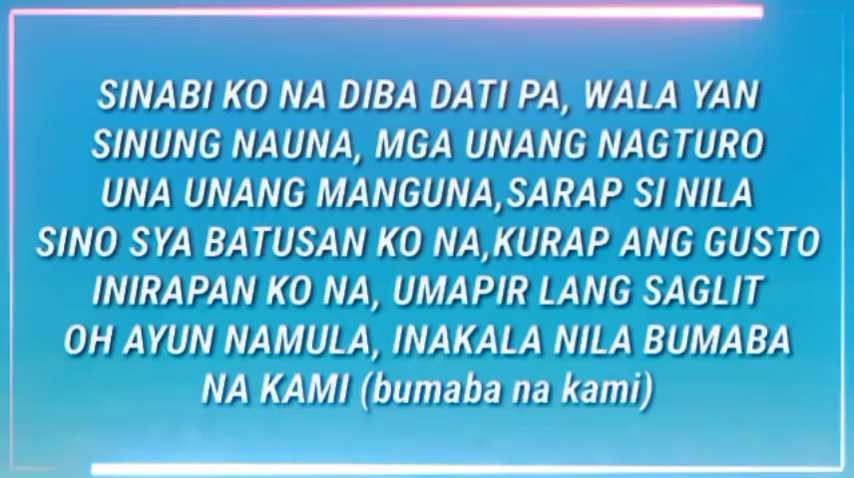 SINABI KO NA DIBA DATI PA, WALA YAN
SINUNG NAUNA, MGA UNANG NAGTURO
UNA UNANG MANGUNA,SARAP SI NILA
SINO SYA BATUSAN KO NA,KURAP ANG GUSTO
INIRAPAN KO NA, UMAPIR LANG SAGLIT
OH AYUN NAMULA, INAKALA NILA BUMABA
NA KAMI (bumaba na kami)